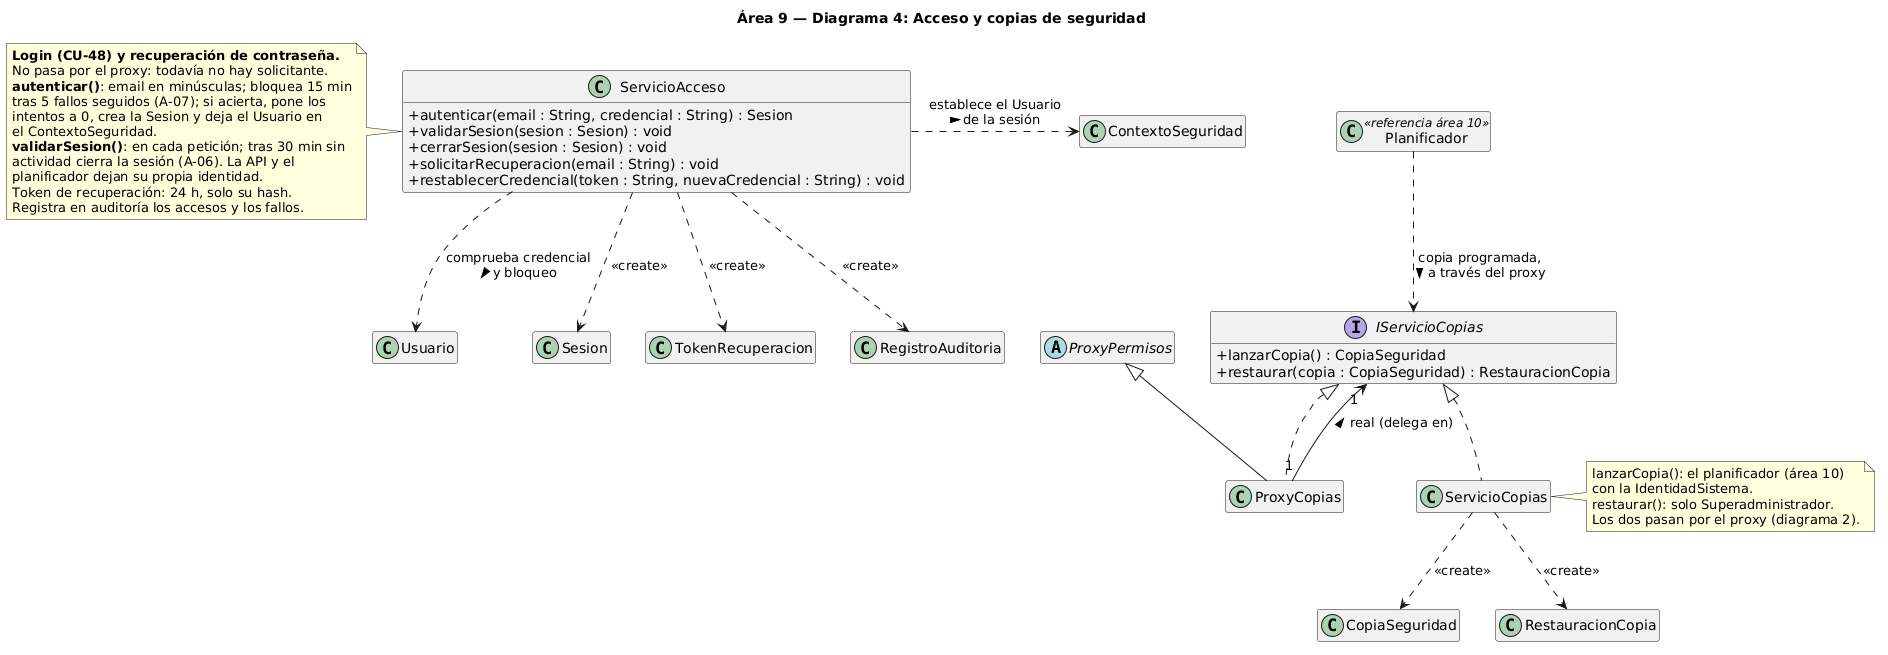 Área 9 — Diagrama 4: Acceso y copias de seguridad
Login (CU-48) y recuperación de contraseña.
No pasa por el proxy: todavía no hay solicitante.
autenticar(): email en minúsculas; bloquea 15 min
tras 5 fallos seguidos (A-07); si acierta, pone los
intentos a 0, crea la Sesion y deja el Usuario en
el ContextoSeguridad.
validarSesion(): en cada petición; tras 30 min sin
actividad cierra la sesión (A-06). La API y el
planificador dejan su propia identidad.
Token de recuperación: 24 h, solo su hash.
Registra en auditoría los accesos y los fallos.
C ServicioAcceso
+autenticar(email : String, credencial : String) : Sesion
+validarSesion(sesion : Sesion) : void
+cerrarSesion(sesion : Sesion) : void
+solicitarRecuperacion(email : String) : void
+restablecerCredencial(token : String, nuevaCredencial : String) : void
establece el Usuario
de la sesión
C ContextoSeguridad
C «referencia área 10»
Planificador
comprueba credencial
y bloqueo
«create»
«create»
«create»
copia programada,
a través del proxy
C Usuario
C Sesion
C TokenRecuperacion
C RegistroAuditoria
A ProxyPermisos
I IServicioCopias
+lanzarCopia() : CopiaSeguridad
+restaurar(copia : CopiaSeguridad) : RestauracionCopia
1
real (delega en)
1
C ProxyCopias
C ServicioCopias
lanzarCopia(): el planificador (área 10)
con la IdentidadSistema.
restaurar(): solo Superadministrador.
Los dos pasan por el proxy (diagrama 2).
«create»
«create»
C CopiaSeguridad
C RestauracionCopia